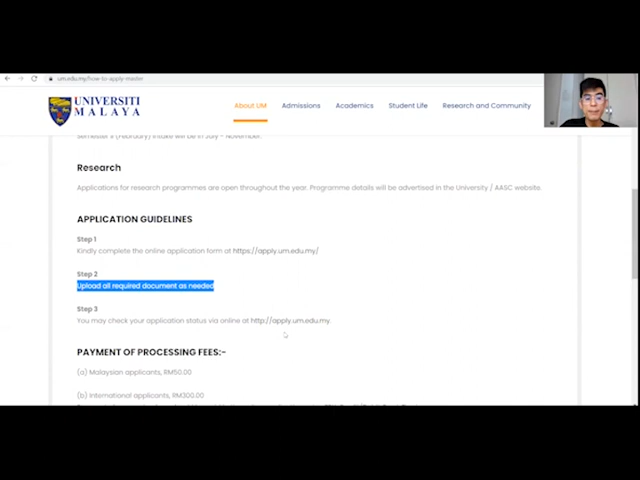 um.edu.my/how-to-apply-master
UNIVERSITI
MALAYA
About UM
Admissions
Academics
Student Life
Research and Community
Semester II (February) intake will be in July - November.
Research
Applications for research programmes are open throughout the year. Programme details will be advertised in the University / AASC website.
APPLICATION GUIDELINES
Step 1
Kindly complete the online application form at https://apply.um.edu.my/
Step 2
Upload all required document as needed
Step 3
You may check your application status via online at http://apply.um.edu.my.
PAYMENT OF PROCESSING FEES:-
(a) Malaysian applicants, RM50.00
(b) International applicants, RM300.00